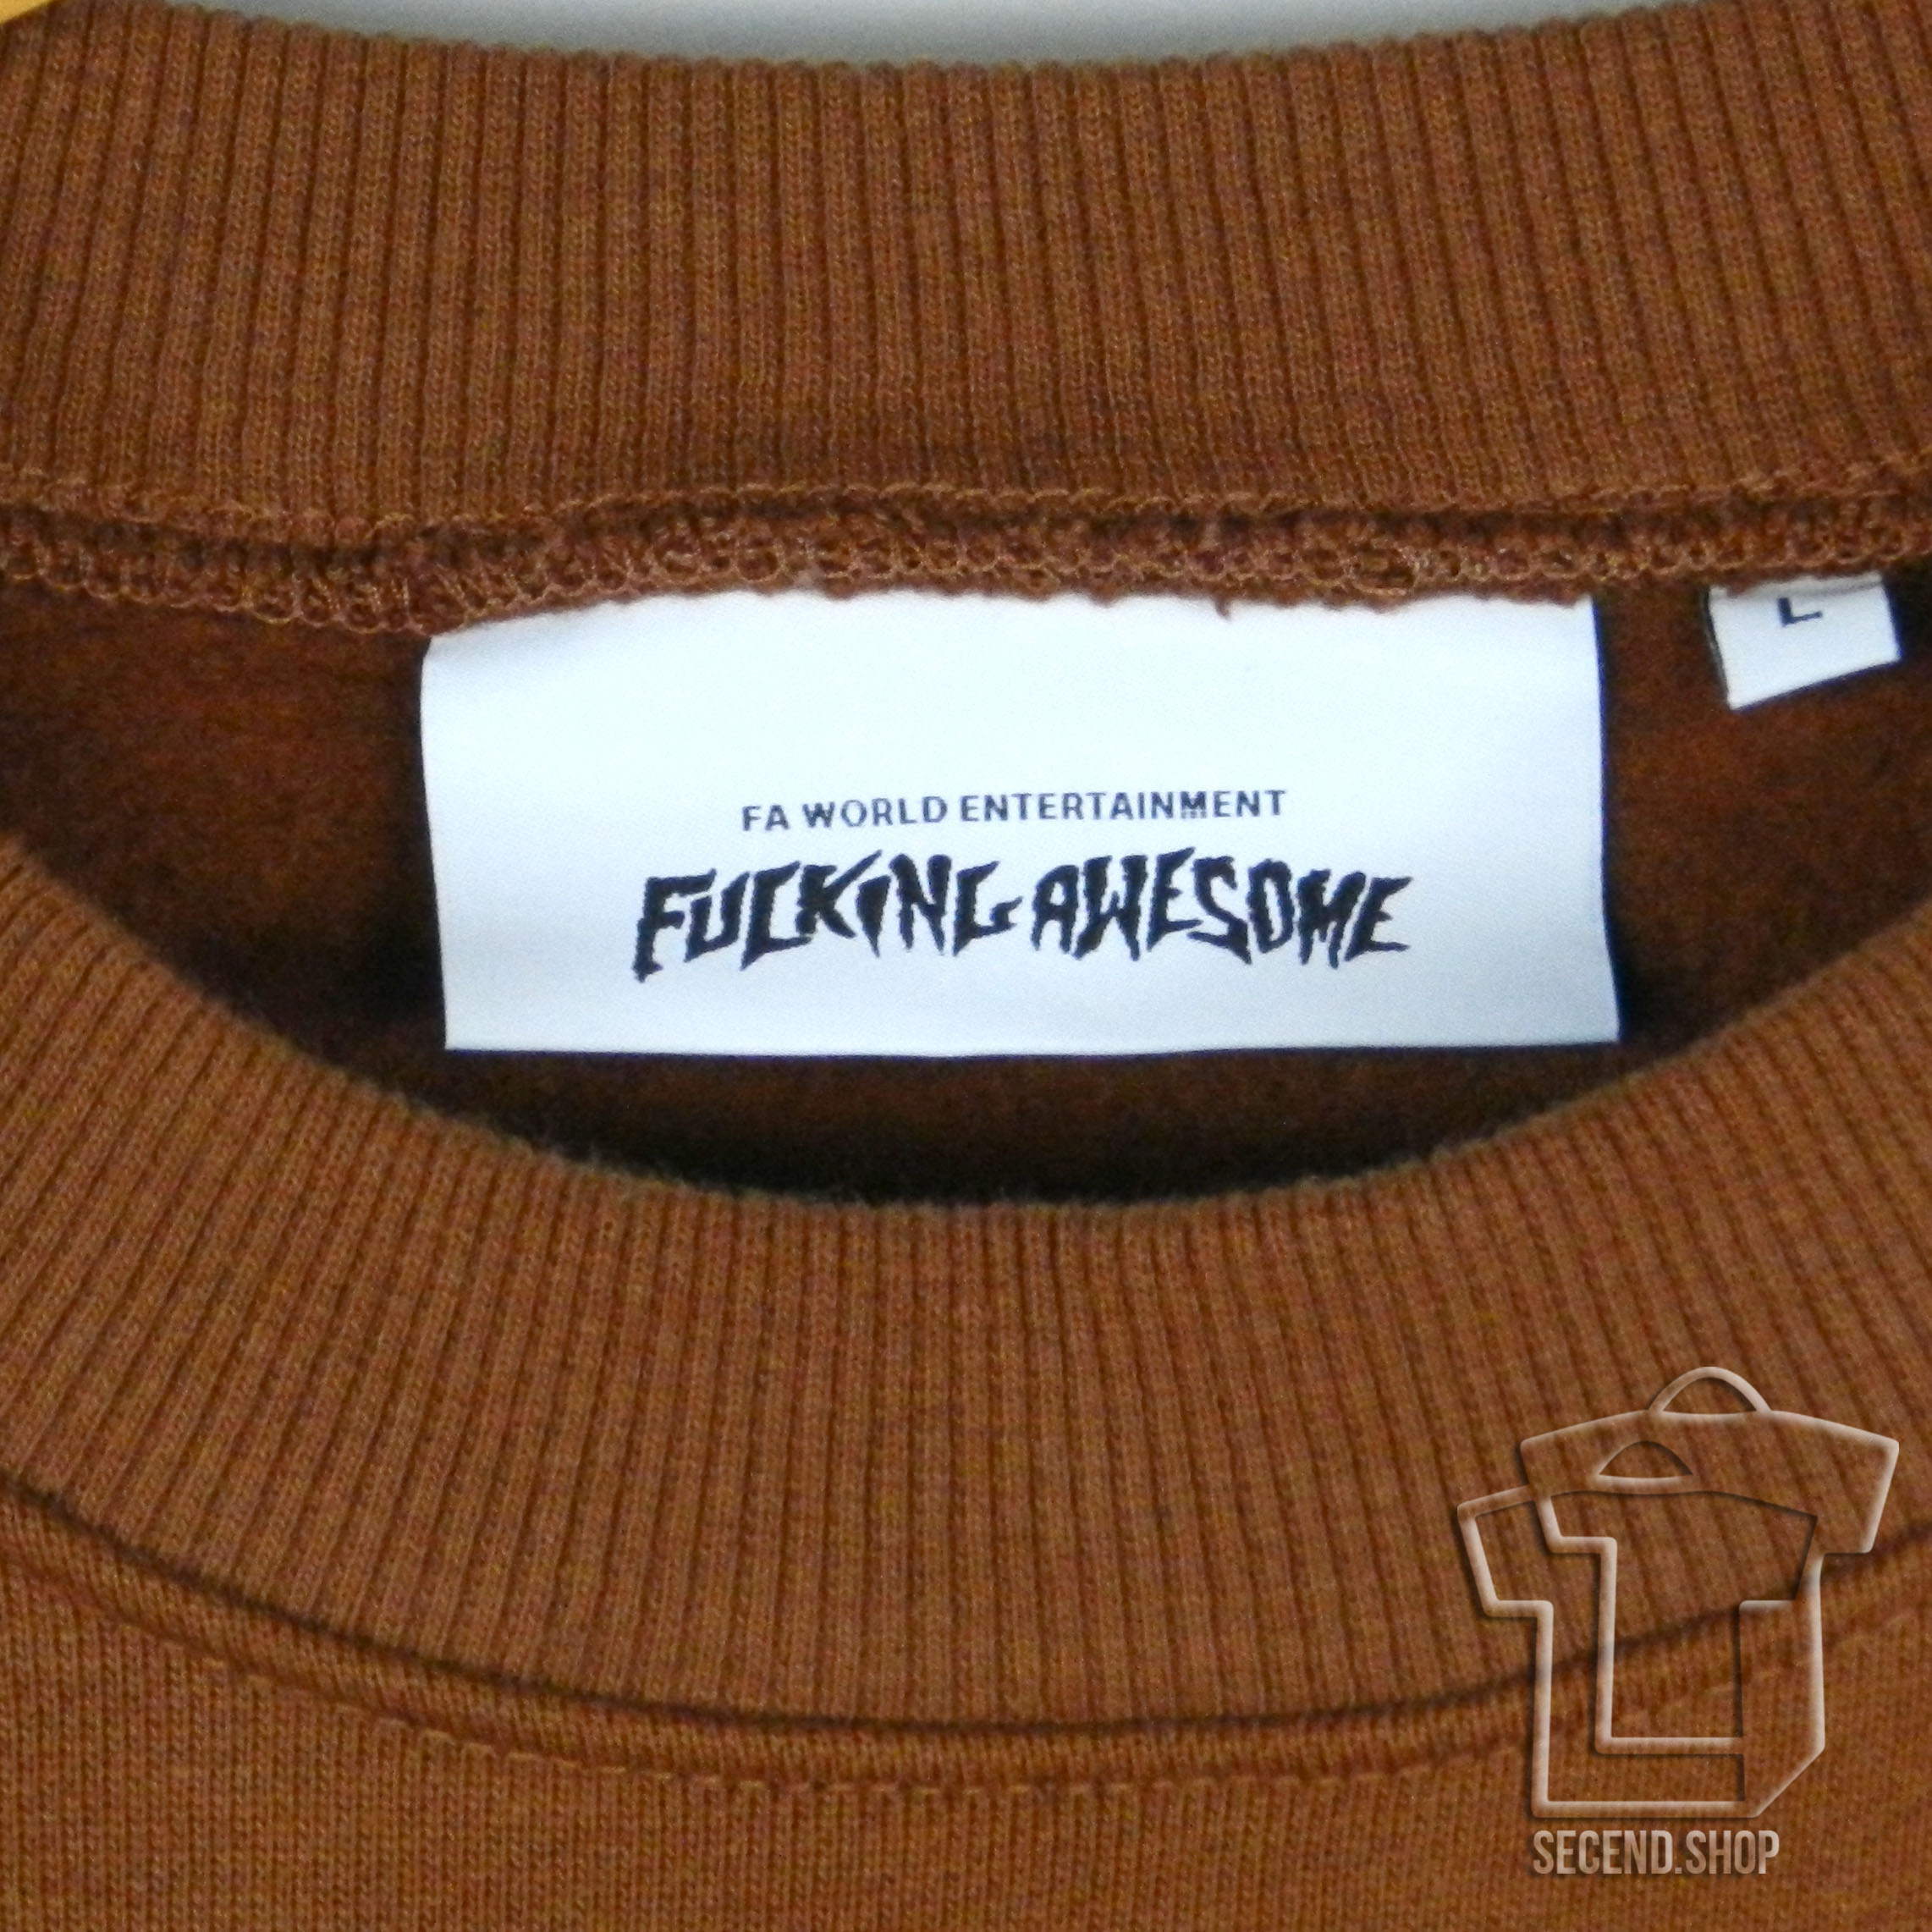 L
FA WORLD ENTERTAINMENT
FUCKING AWESOME
SECEND.SHOP